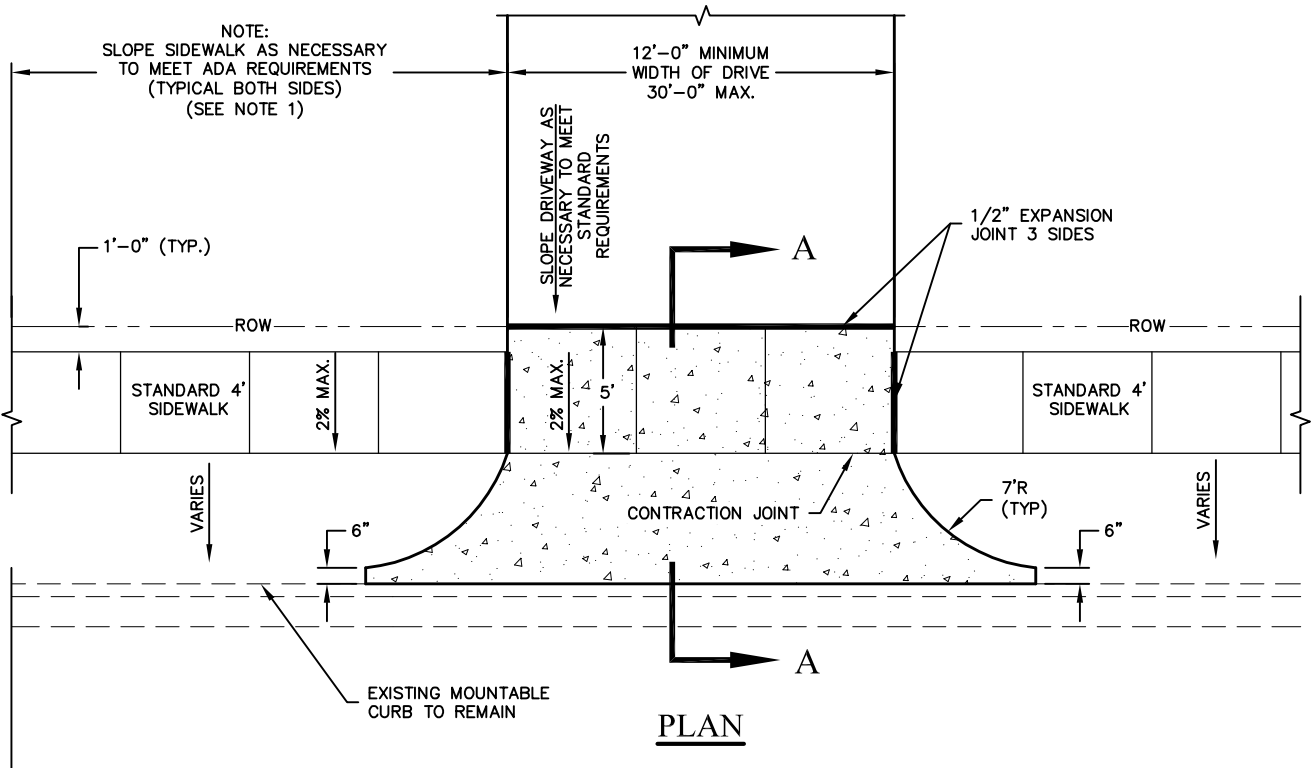 NOTE:
SLOPE SIDEWALK AS NECESSARY
TO MEET ADA REQUIREMENTS
(TYPICAL BOTH SIDES)
(SEE NOTE 1)
12'-0" MINIMUM
WIDTH OF DRIVE
30'-0" MAX.
SLOPE DRIVEWAY AS
NECESSARY TO MEET
STANDARD
REQUIREMENTS
1/2" EXPANSION
JOINT 3 SIDES
1'-0" (TYP.)
A
ROW
ROW
STANDARD 4'
SIDEWALK
2% MAX.
2% MAX.
5'
STANDARD 4'
SIDEWALK
VARIES
CONTRACTION JOINT
7'R
(TYP)
VARIES
6"
6"
A
EXISTING MOUNTABLE
CURB TO REMAIN
PLAN